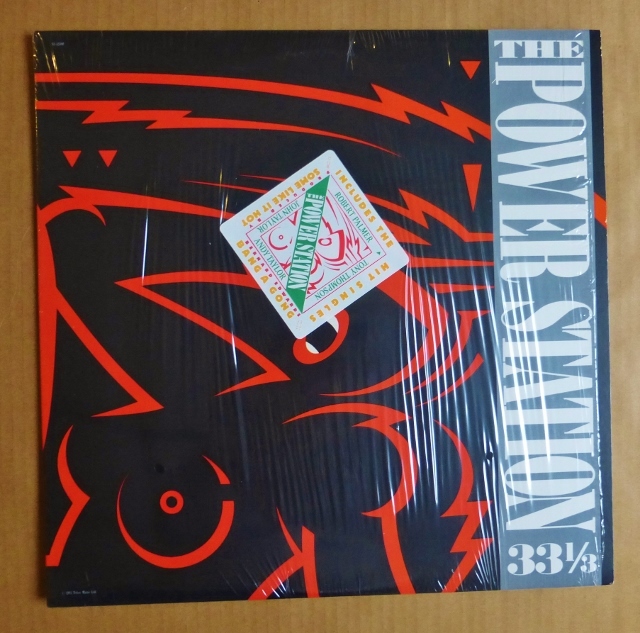 THE
POWER STATION
33⅓
INCLUDES THE
HIT SINGLES
SOME LIKE IT HOT
BANG A GONG
ROBERT PALMER
TONY THOMPSON
JOHN TAYLOR
ANDY TAYLOR
THE
POWER STATION